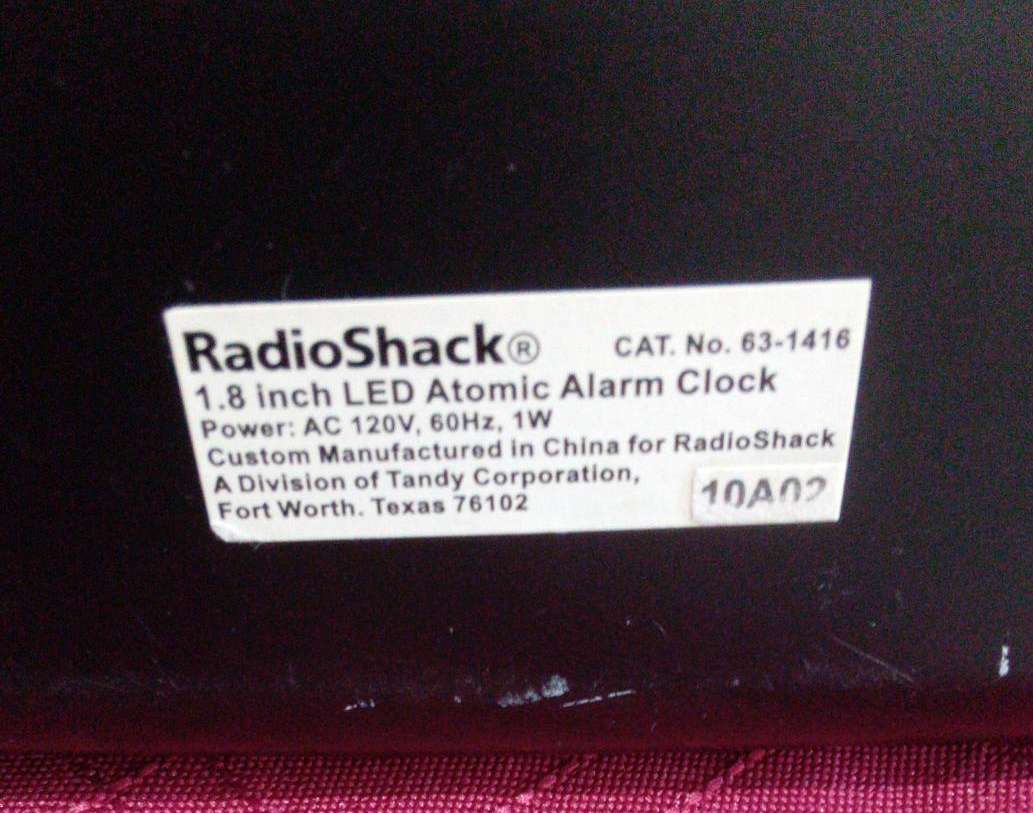 RadioShack® CAT. No. 63-1416
1.8 inch LED Atomic Alarm Clock
Power: AC 120V, 60Hz, 1W
Custom Manufactured in China for RadioShack
A Division of Tandy Corporation,
Fort Worth. Texas 76102
10A02